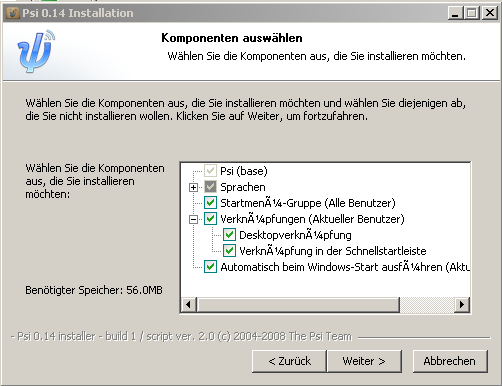 Psi 0.14 Installation
Komponenten auswählen
Wählen Sie die Komponenten aus, die Sie installieren möchten.
Wählen Sie die Komponenten aus, die Sie installieren möchten und wählen Sie diejenigen ab,
die Sie nicht installieren wollen. Klicken Sie auf Weiter, um fortzufahren.
Wählen Sie die Komponenten
aus, die Sie installieren
möchten:
Psi (base)
Sprachen
StartmenÃ¼-Gruppe (Alle Benutzer)
VerknÃ¼pfungen (Aktueller Benutzer)
DesktopverknÃ¼pfung
VerknÃ¼pfung in der Schnellstartleiste
Automatisch beim Windows-Start ausfÃ¼hren (Aktu
Benötigter Speicher: 56.0MB
Psi 0.14 installer - build 1 / script ver. 2.0 (c) 2004-2008 The Psi Team
< Zurück
Weiter >
Abbrechen